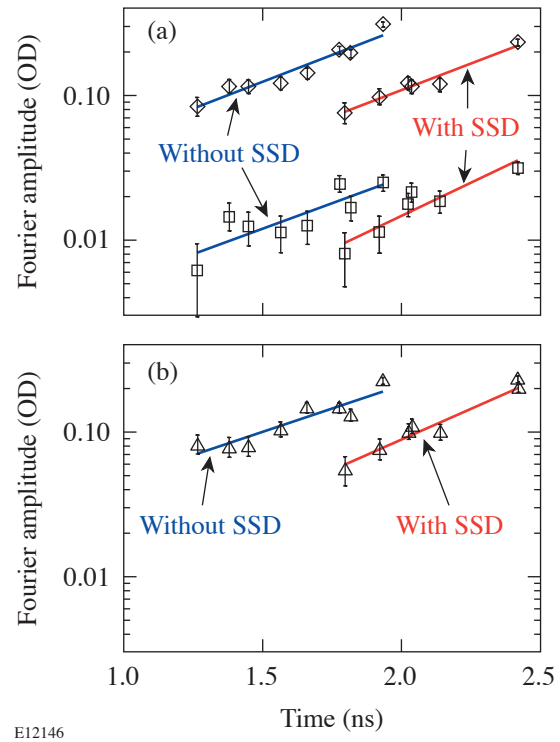 (a)
0.10
0.01
Fourier amplitude (OD)
Without SSD
With SSD
(b)
0.10
0.01
Fourier amplitude (OD)
Without SSD
With SSD
1.0 1.5 2.0 2.5
Time (ns)
E12146